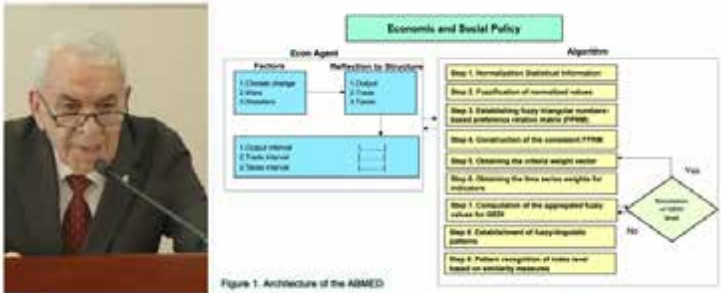 Economic and Social Policy
Econ Agent
Algorithm
Factors
Reflection to Structure
1.Climate change
2.Wars
3.Disasters
1.Output
2.Trade
3.Taxes
1.Output interval
2.Trade interval
3.Taxes interval
Step 1. Normalization Statistical Information
Step 2. Fuzzification of normalized values
Step 3. Establishing fuzzy triangular numbers-
based preference relation matrix (FPRM)
Step 4. Construction of the consistent FPRM
Step 5. Obtaining the criteria weight vector
Step 6. Obtaining the time series weights for
indicators
Step 7. Computation of the aggregated fuzzy
values for
Step 8. Establishment of fuzzy-linguistic
patterns
Step 9. Pattern recognition of index level
based on similarity measures
Yes
No
level
Figure 1. Architecture of the ABMED